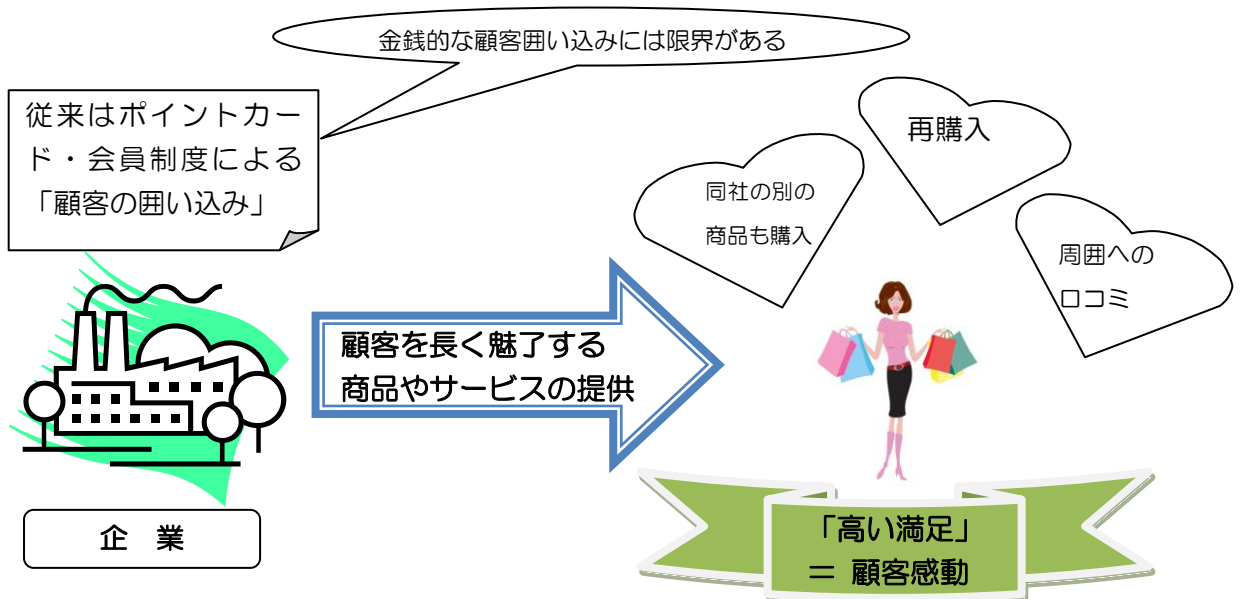 金銭的な顧客囲い込みには限界がある
従来はポイントカー
ド・会員制度による
「顧客の囲い込み」
再購入
同社の別の
商品も購入
周囲への
口コミ
顧客を長く魅了する
商品やサービスの提供
企　業
「高い満足」
＝ 顧客感動